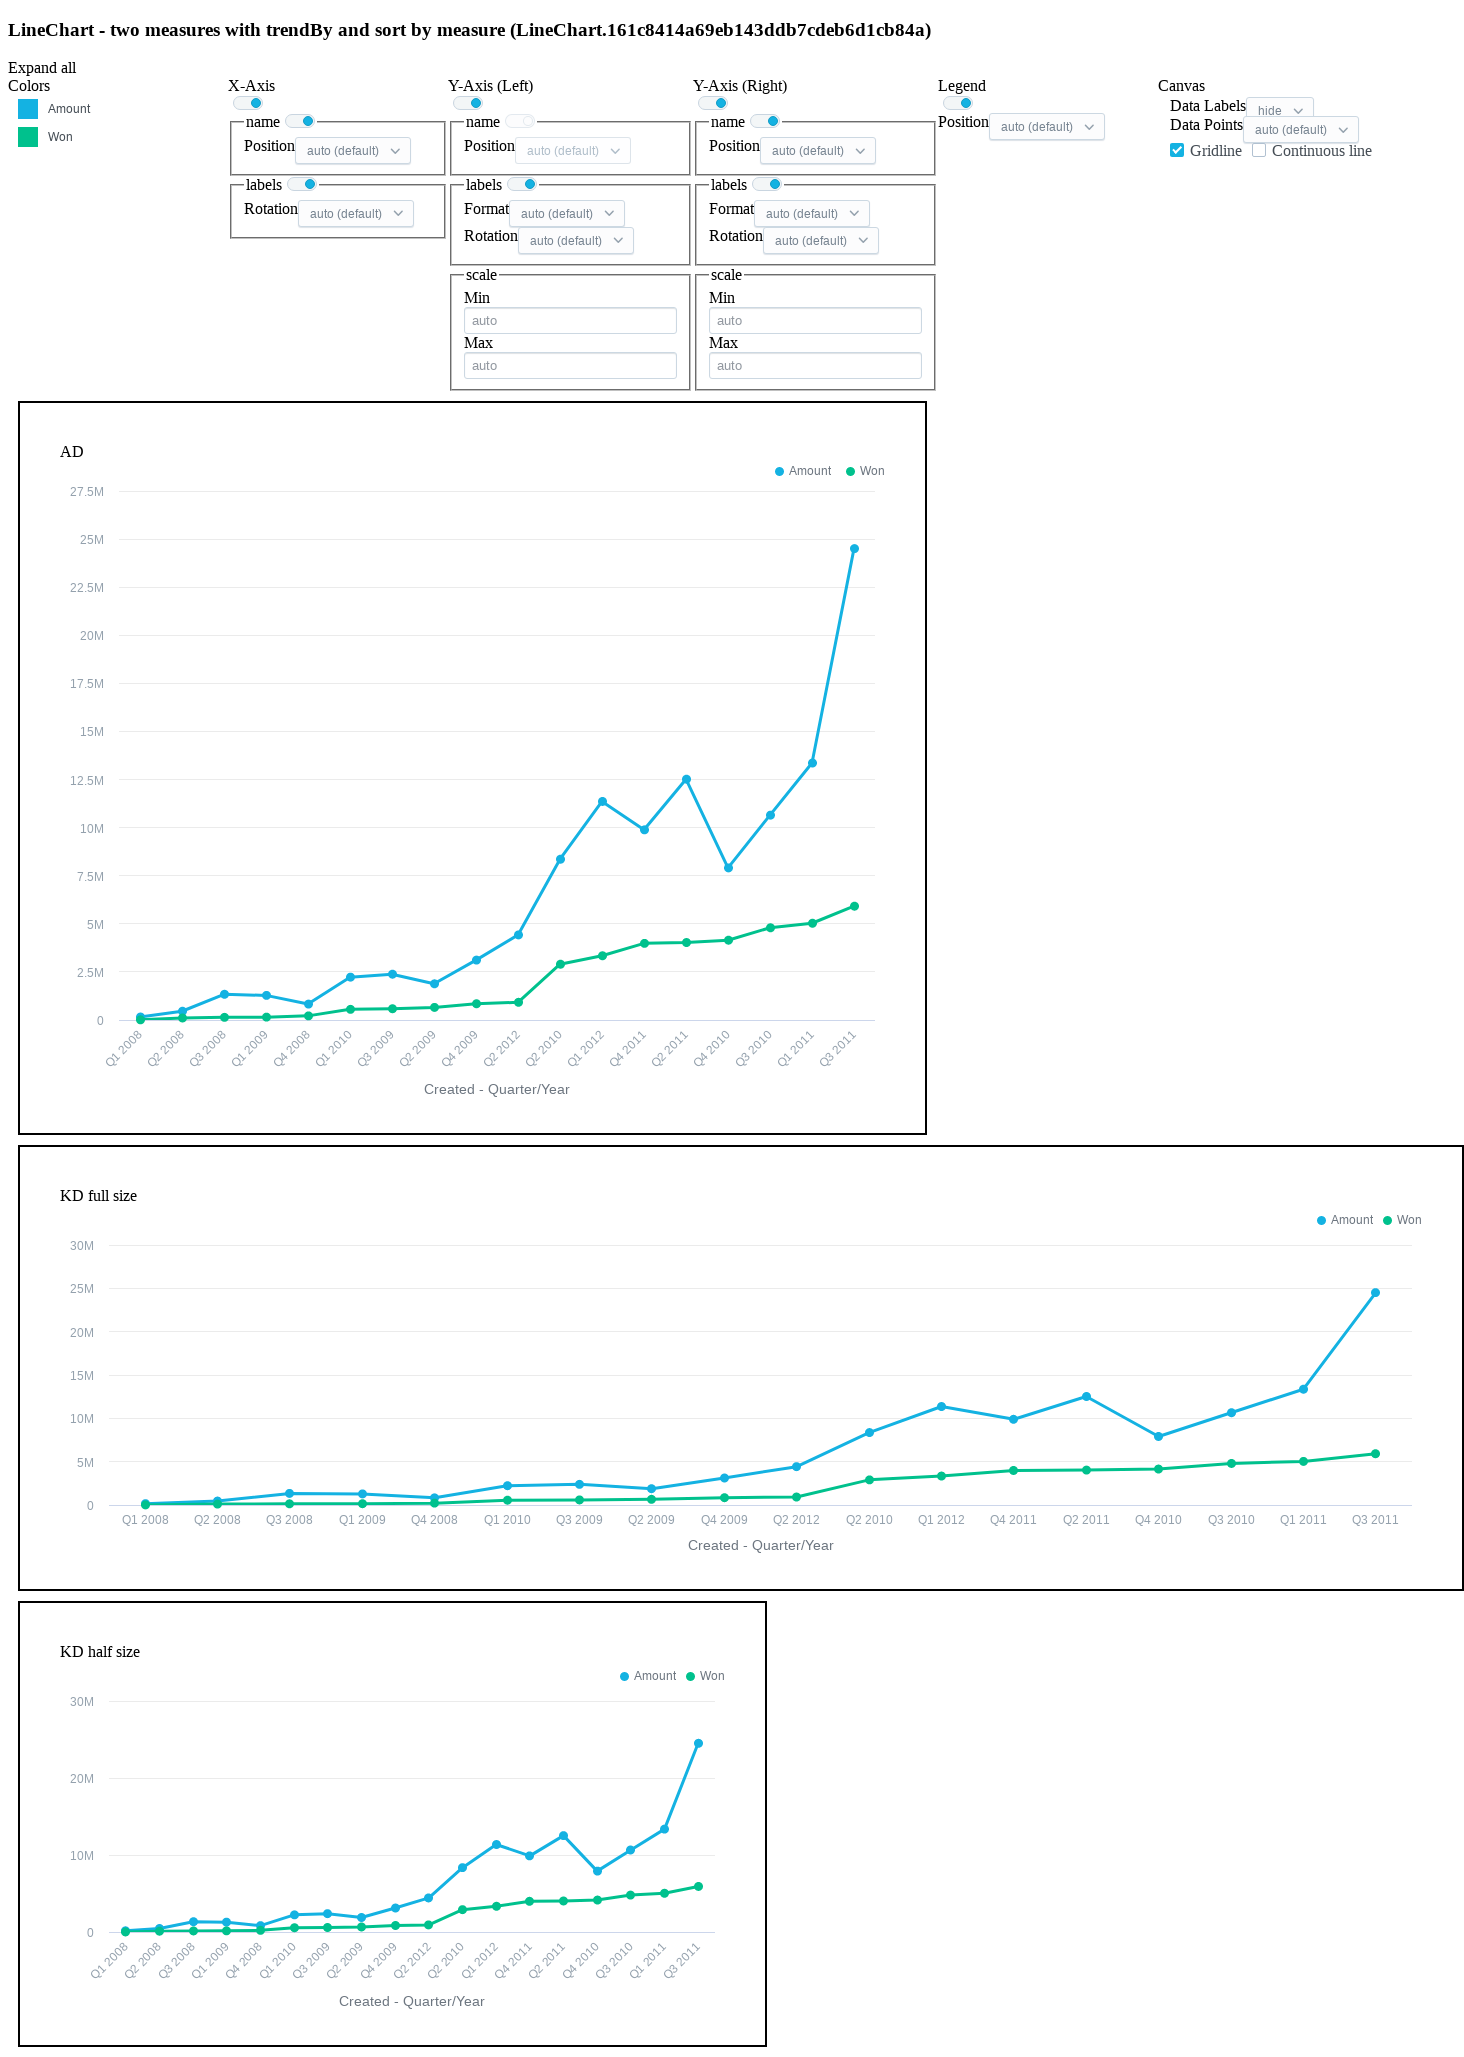 LineChart - two measures with trendBy and sort by measure (LineChart.161c8414a69eb143ddb7cdeb6d1cb84a)
Expand all
Colors
Amount
Won
X-Axis
name
Position auto (default)
labels
Rotation auto (default)
Y-Axis (Left)
name
Position auto (default)
labels
Format auto (default)
Rotation auto (default)
scale
Min
auto
Max
auto
Y-Axis (Right)
name
Position auto (default)
labels
Format auto (default)
Rotation auto (default)
scale
Min
auto
Max
auto
Legend
Position auto (default)
Canvas
Data Labels hide
Data Points auto (default)
Gridline Continuous line
AD
Amount Won
27.5M
25M
22.5M
20M
17.5M
15M
12.5M
10M
7.5M
5M
2.5M
0
Q1 2008 Q2 2008 Q3 2008 Q1 2009 Q4 2008 Q1 2010 Q3 2009 Q2 2009 Q4 2009 Q2 2012 Q2 2010 Q1 2012 Q4 2011 Q2 2011 Q4 2010 Q3 2010 Q1 2011 Q3 2011
Created - Quarter/Year
KD full size
Amount Won
30M
25M
20M
15M
10M
5M
0
Q1 2008 Q2 2008 Q3 2008 Q1 2009 Q4 2008 Q1 2010 Q3 2009 Q2 2009 Q4 2009 Q2 2012 Q2 2010 Q1 2012 Q4 2011 Q2 2011 Q4 2010 Q3 2010 Q1 2011 Q3 2011
Created - Quarter/Year
KD half size
Amount Won
30M
20M
10M
0
Q1 2008 Q2 2008 Q3 2008 Q1 2009 Q4 2008 Q1 2010 Q3 2009 Q2 2009 Q4 2009 Q2 2012 Q2 2010 Q1 2012 Q4 2011 Q2 2011 Q4 2010 Q3 2010 Q1 2011 Q3 2011
Created - Quarter/Year